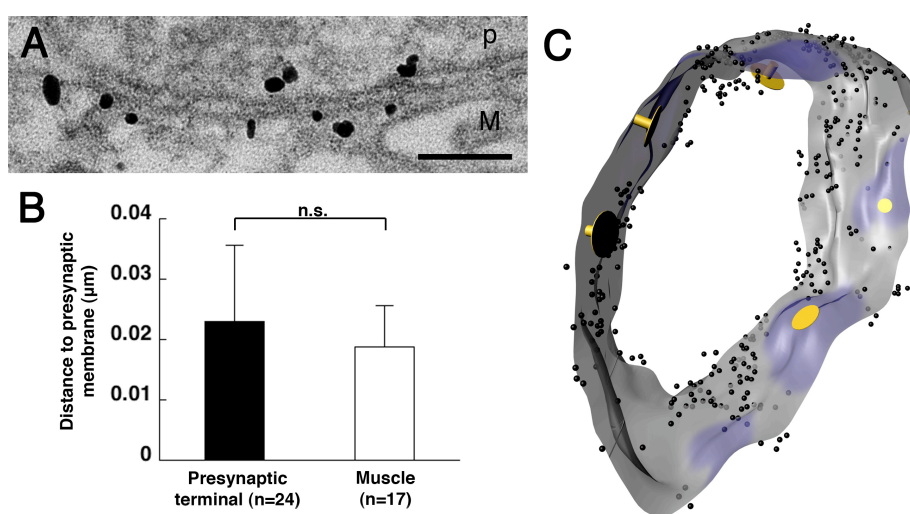 A
p
M
B
n.s.
0.04
0.03
0.02
0.01
0
Distance to presynaptic
membrane (µm)
Presynaptic
terminal (n=24)
Muscle
(n=17)
C